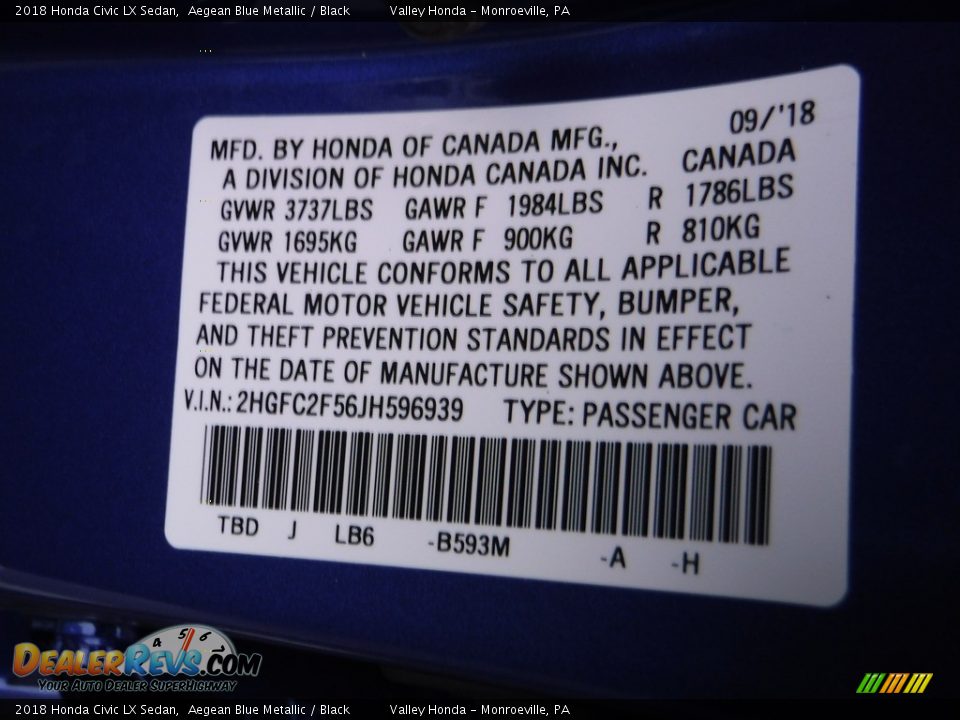 2018 Honda Civic LX Sedan, Aegean Blue Metallic / Black Valley Honda - Monroeville, PA
09/'18
MFD. BY HONDA OF CANADA MFG.,
A DIVISION OF HONDA CANADA INC. CANADA
GVWR 3737LBS GAWR F 1984LBS R 1786LBS
GVWR 1695KG GAWR F 900KG R 810KG
THIS VEHICLE CONFORMS TO ALL APPLICABLE
FEDERAL MOTOR VEHICLE SAFETY, BUMPER,
AND THEFT PREVENTION STANDARDS IN EFFECT
ON THE DATE OF MANUFACTURE SHOWN ABOVE.
V.I.N.: 2HGFC2F56JH596939 TYPE: PASSENGER CAR
TBD J LB6 -B593M -A -H
4 5 6 7
DEALERREVS.COM
YOUR AUTO DEALER SUPERHIGHWAY
2018 Honda Civic LX Sedan, Aegean Blue Metallic / Black Valley Honda - Monroeville, PA